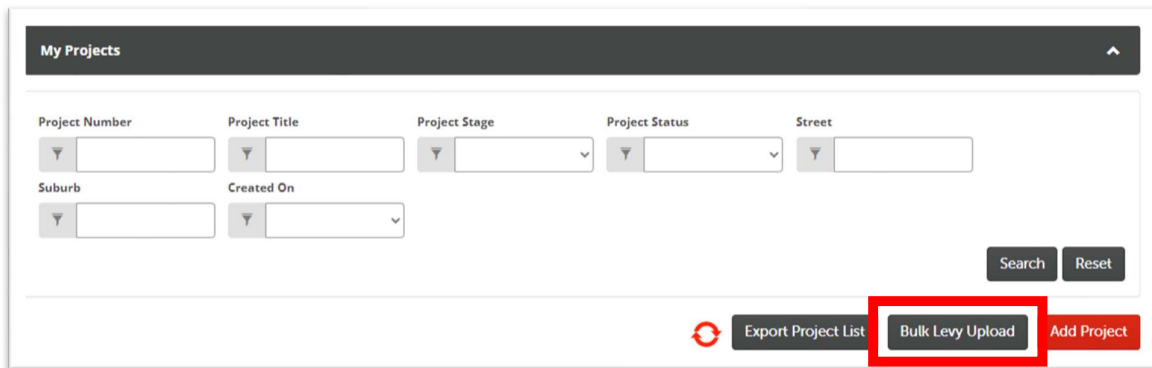 My Projects
Project Number Project Title Project Stage Project Status Street
Suburb Created On
Search Reset
Export Project List Bulk Levy Upload Add Project